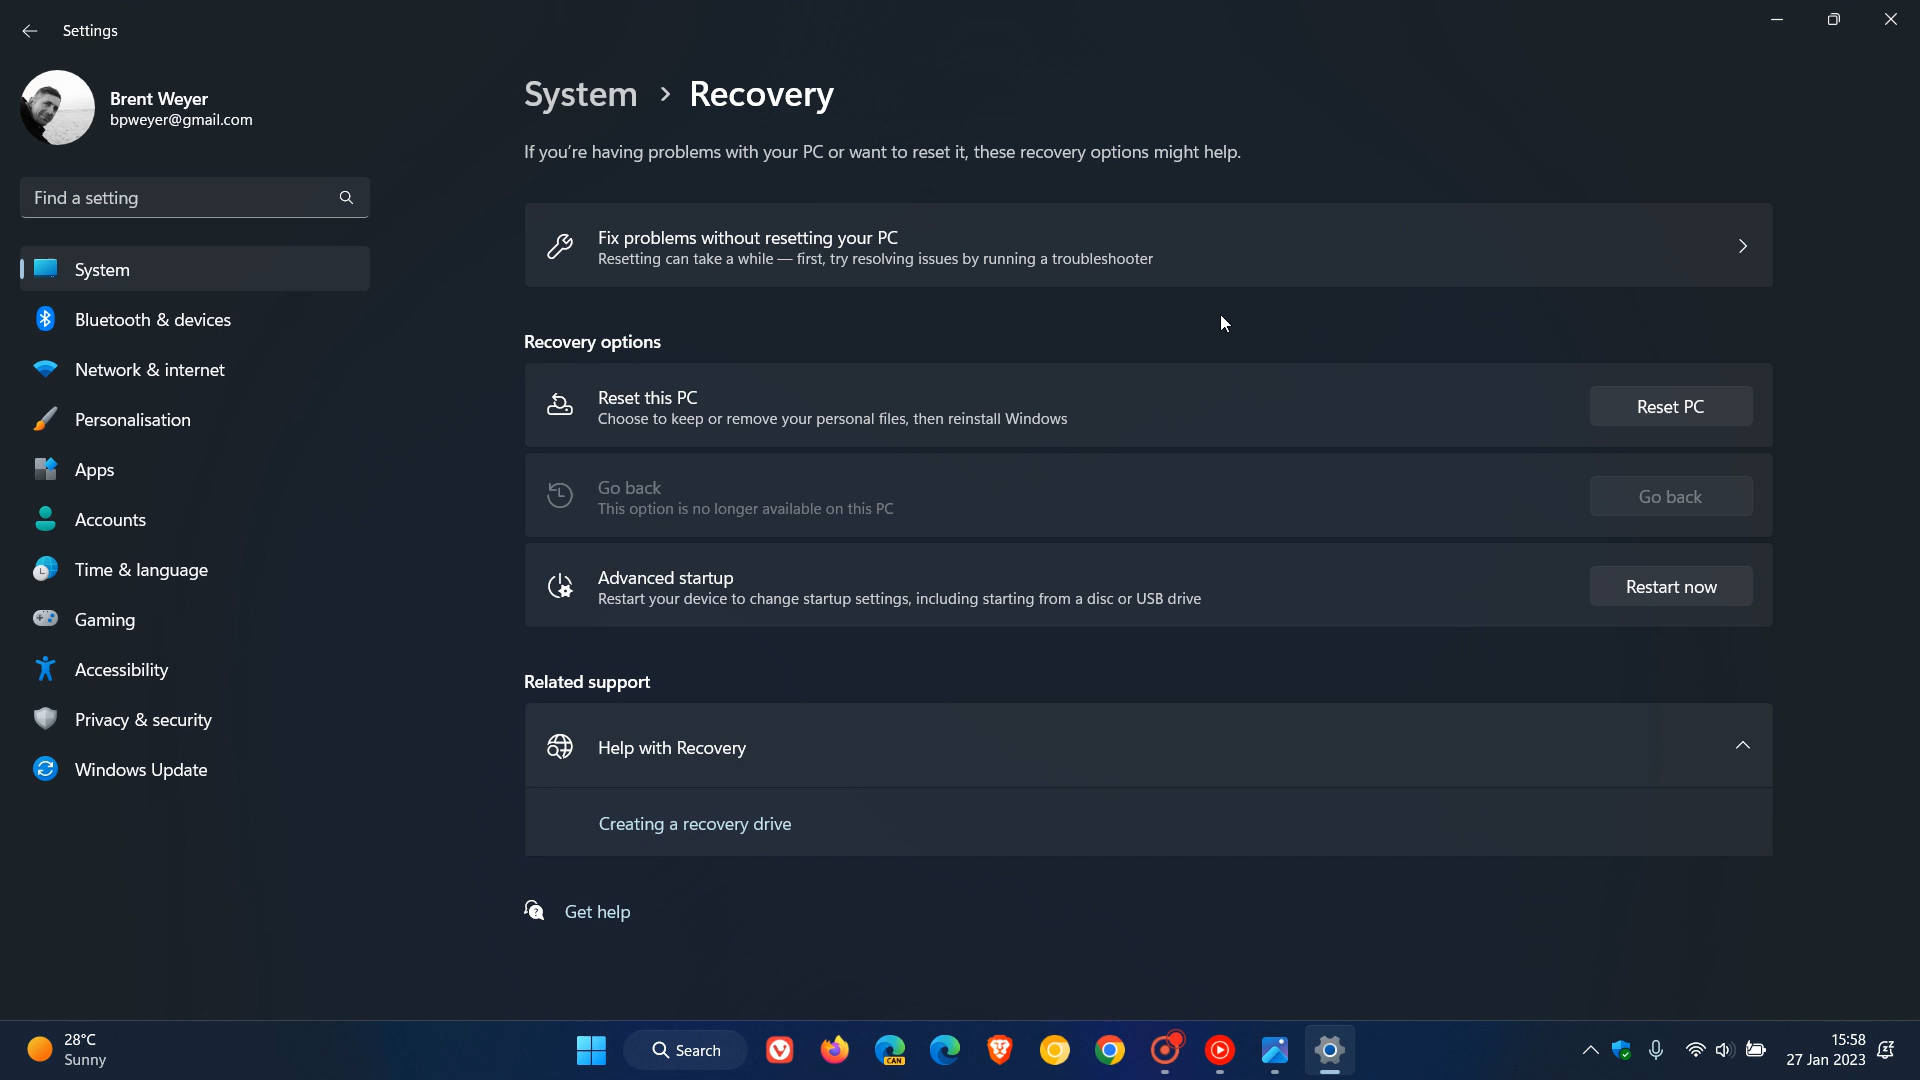 Settings
Brent Weyer
bpweyer@gmail.com
Find a setting
System
Bluetooth & devices
Network & internet
Personalisation
Apps
Accounts
Time & language
Gaming
Accessibility
Privacy & security
Windows Update
System > Recovery
If you're having problems with your PC or want to reset it, these recovery options might help.
Fix problems without resetting your PC
Resetting can take a while — first, try resolving issues by running a troubleshooter
Recovery options
Reset this PC
Choose to keep or remove your personal files, then reinstall Windows
Reset PC
Go back
This option is no longer available on this PC
Go back
Advanced startup
Restart your device to change startup settings, including starting from a disc or USB drive
Restart now
Related support
Help with Recovery
Creating a recovery drive
Get help
28°C
Sunny
Search
CAN
15:58
27 Jan 2023